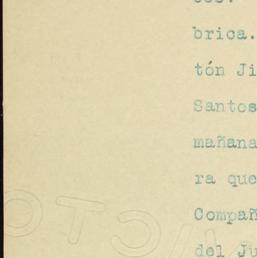 brica.
tón Ji
Santos
mañana
ra que
Compañ
del Ju